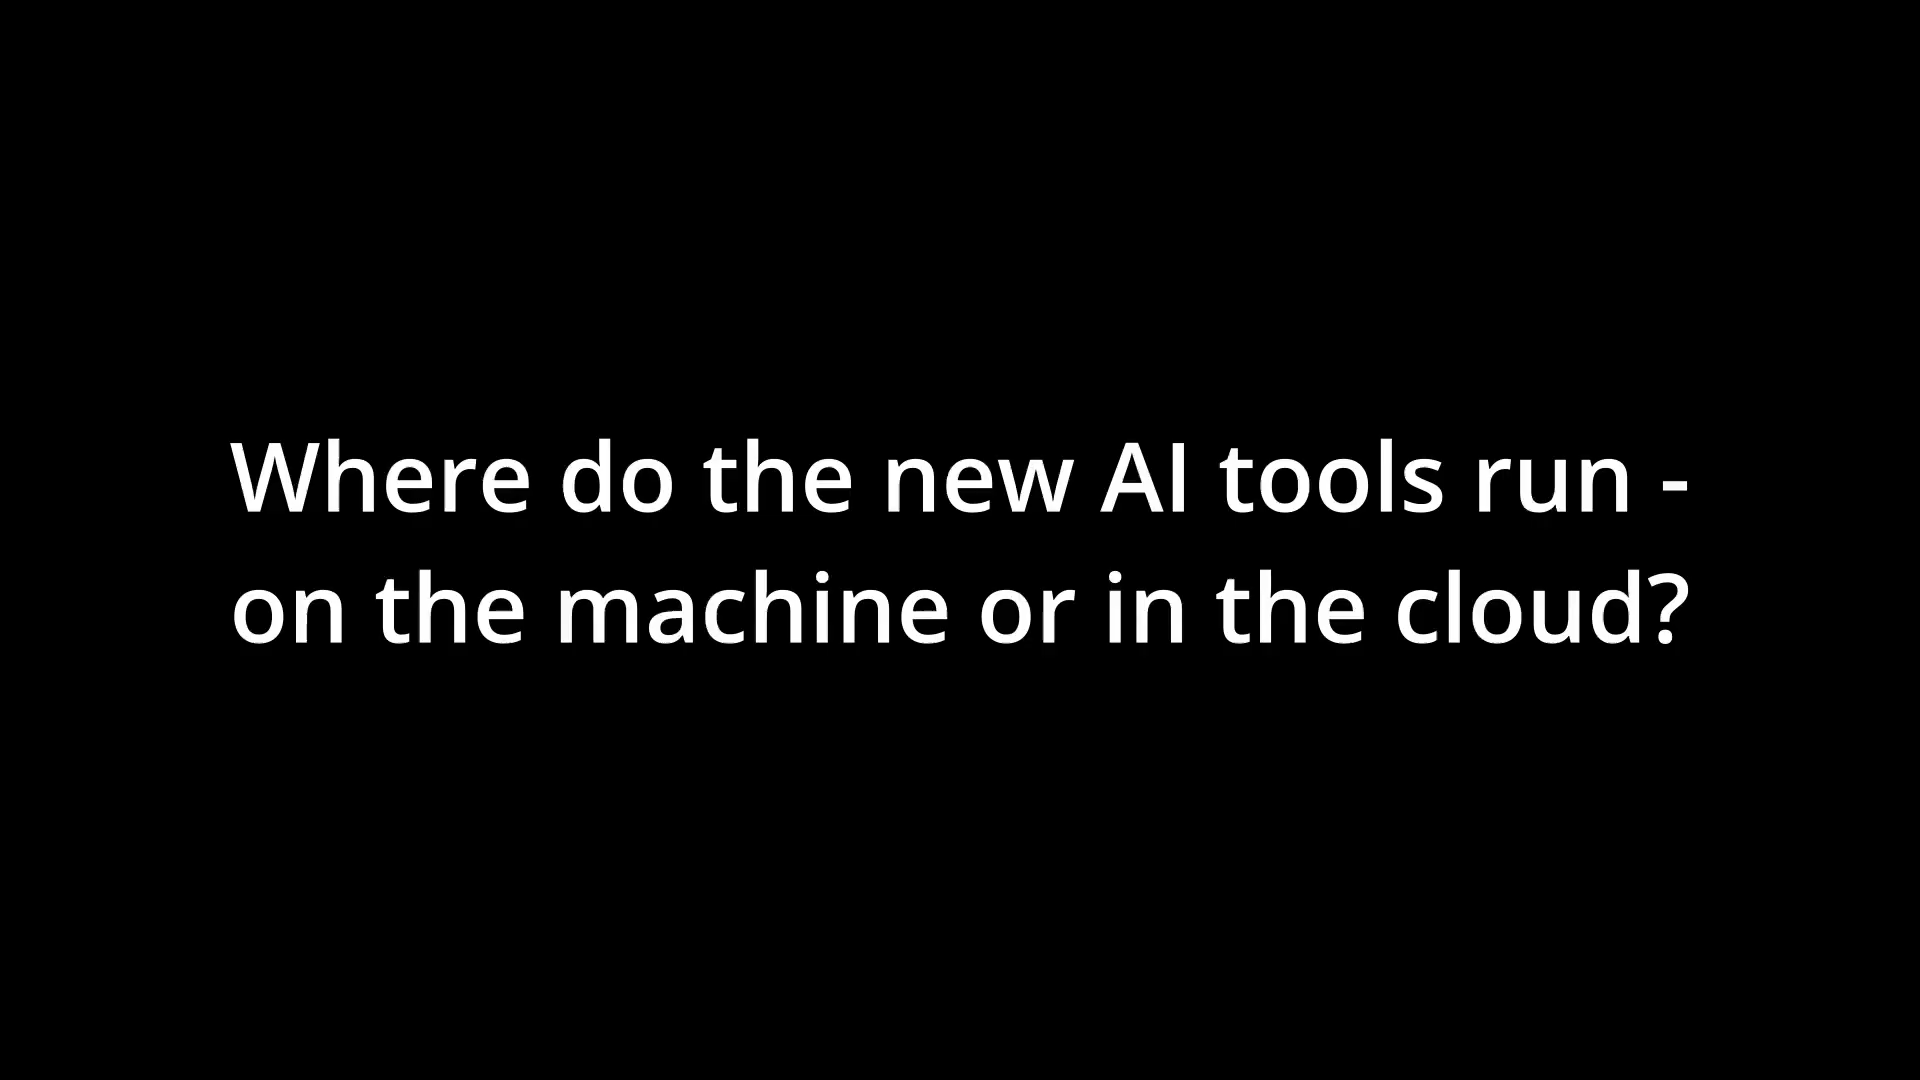 Where do the new AI tools run -
on the machine or in the cloud?